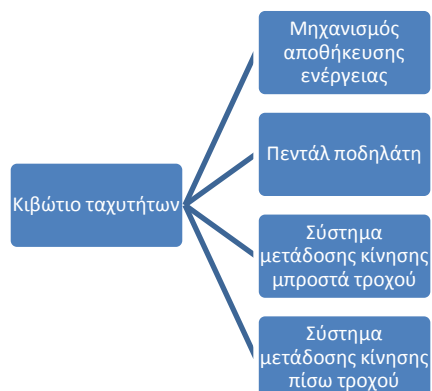 Μηχανισμός
αποθήκευσης
ενέργειας
Πεντάλ ποδηλάτη
Κιβώτιο ταχυτήτων
Σύστημα
μετάδοσης κίνησης
μπροστά τροχού
Σύστημα
μετάδοσης κίνησης
πίσω τροχού